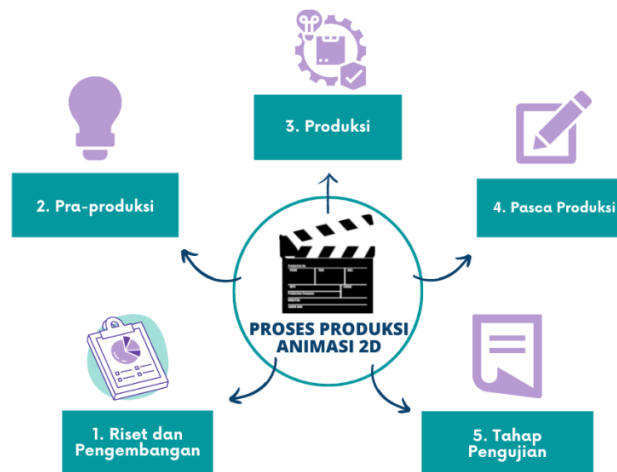 3. Produksi
2. Pra-produksi
4. Pasca Produksi
PROSES PRODUKSI
ANIMASI 2D
1. Riset dan
Pengembangan
5. Tahap
Pengujian